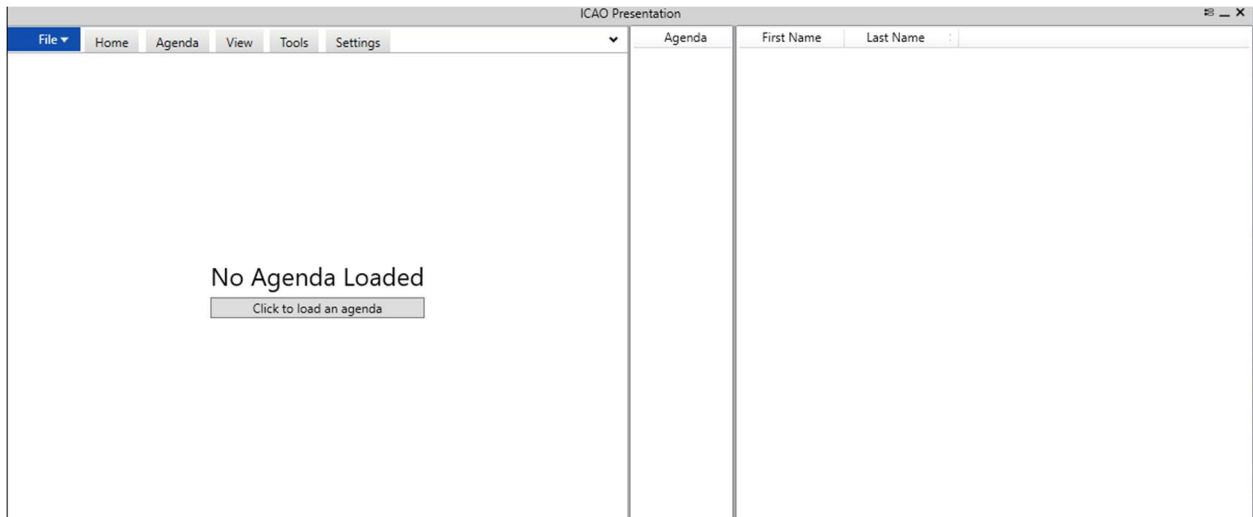 ICAO Presentation
File Home Agenda View Tools Settings
Agenda
First Name Last Name
No Agenda Loaded
Click to load an agenda